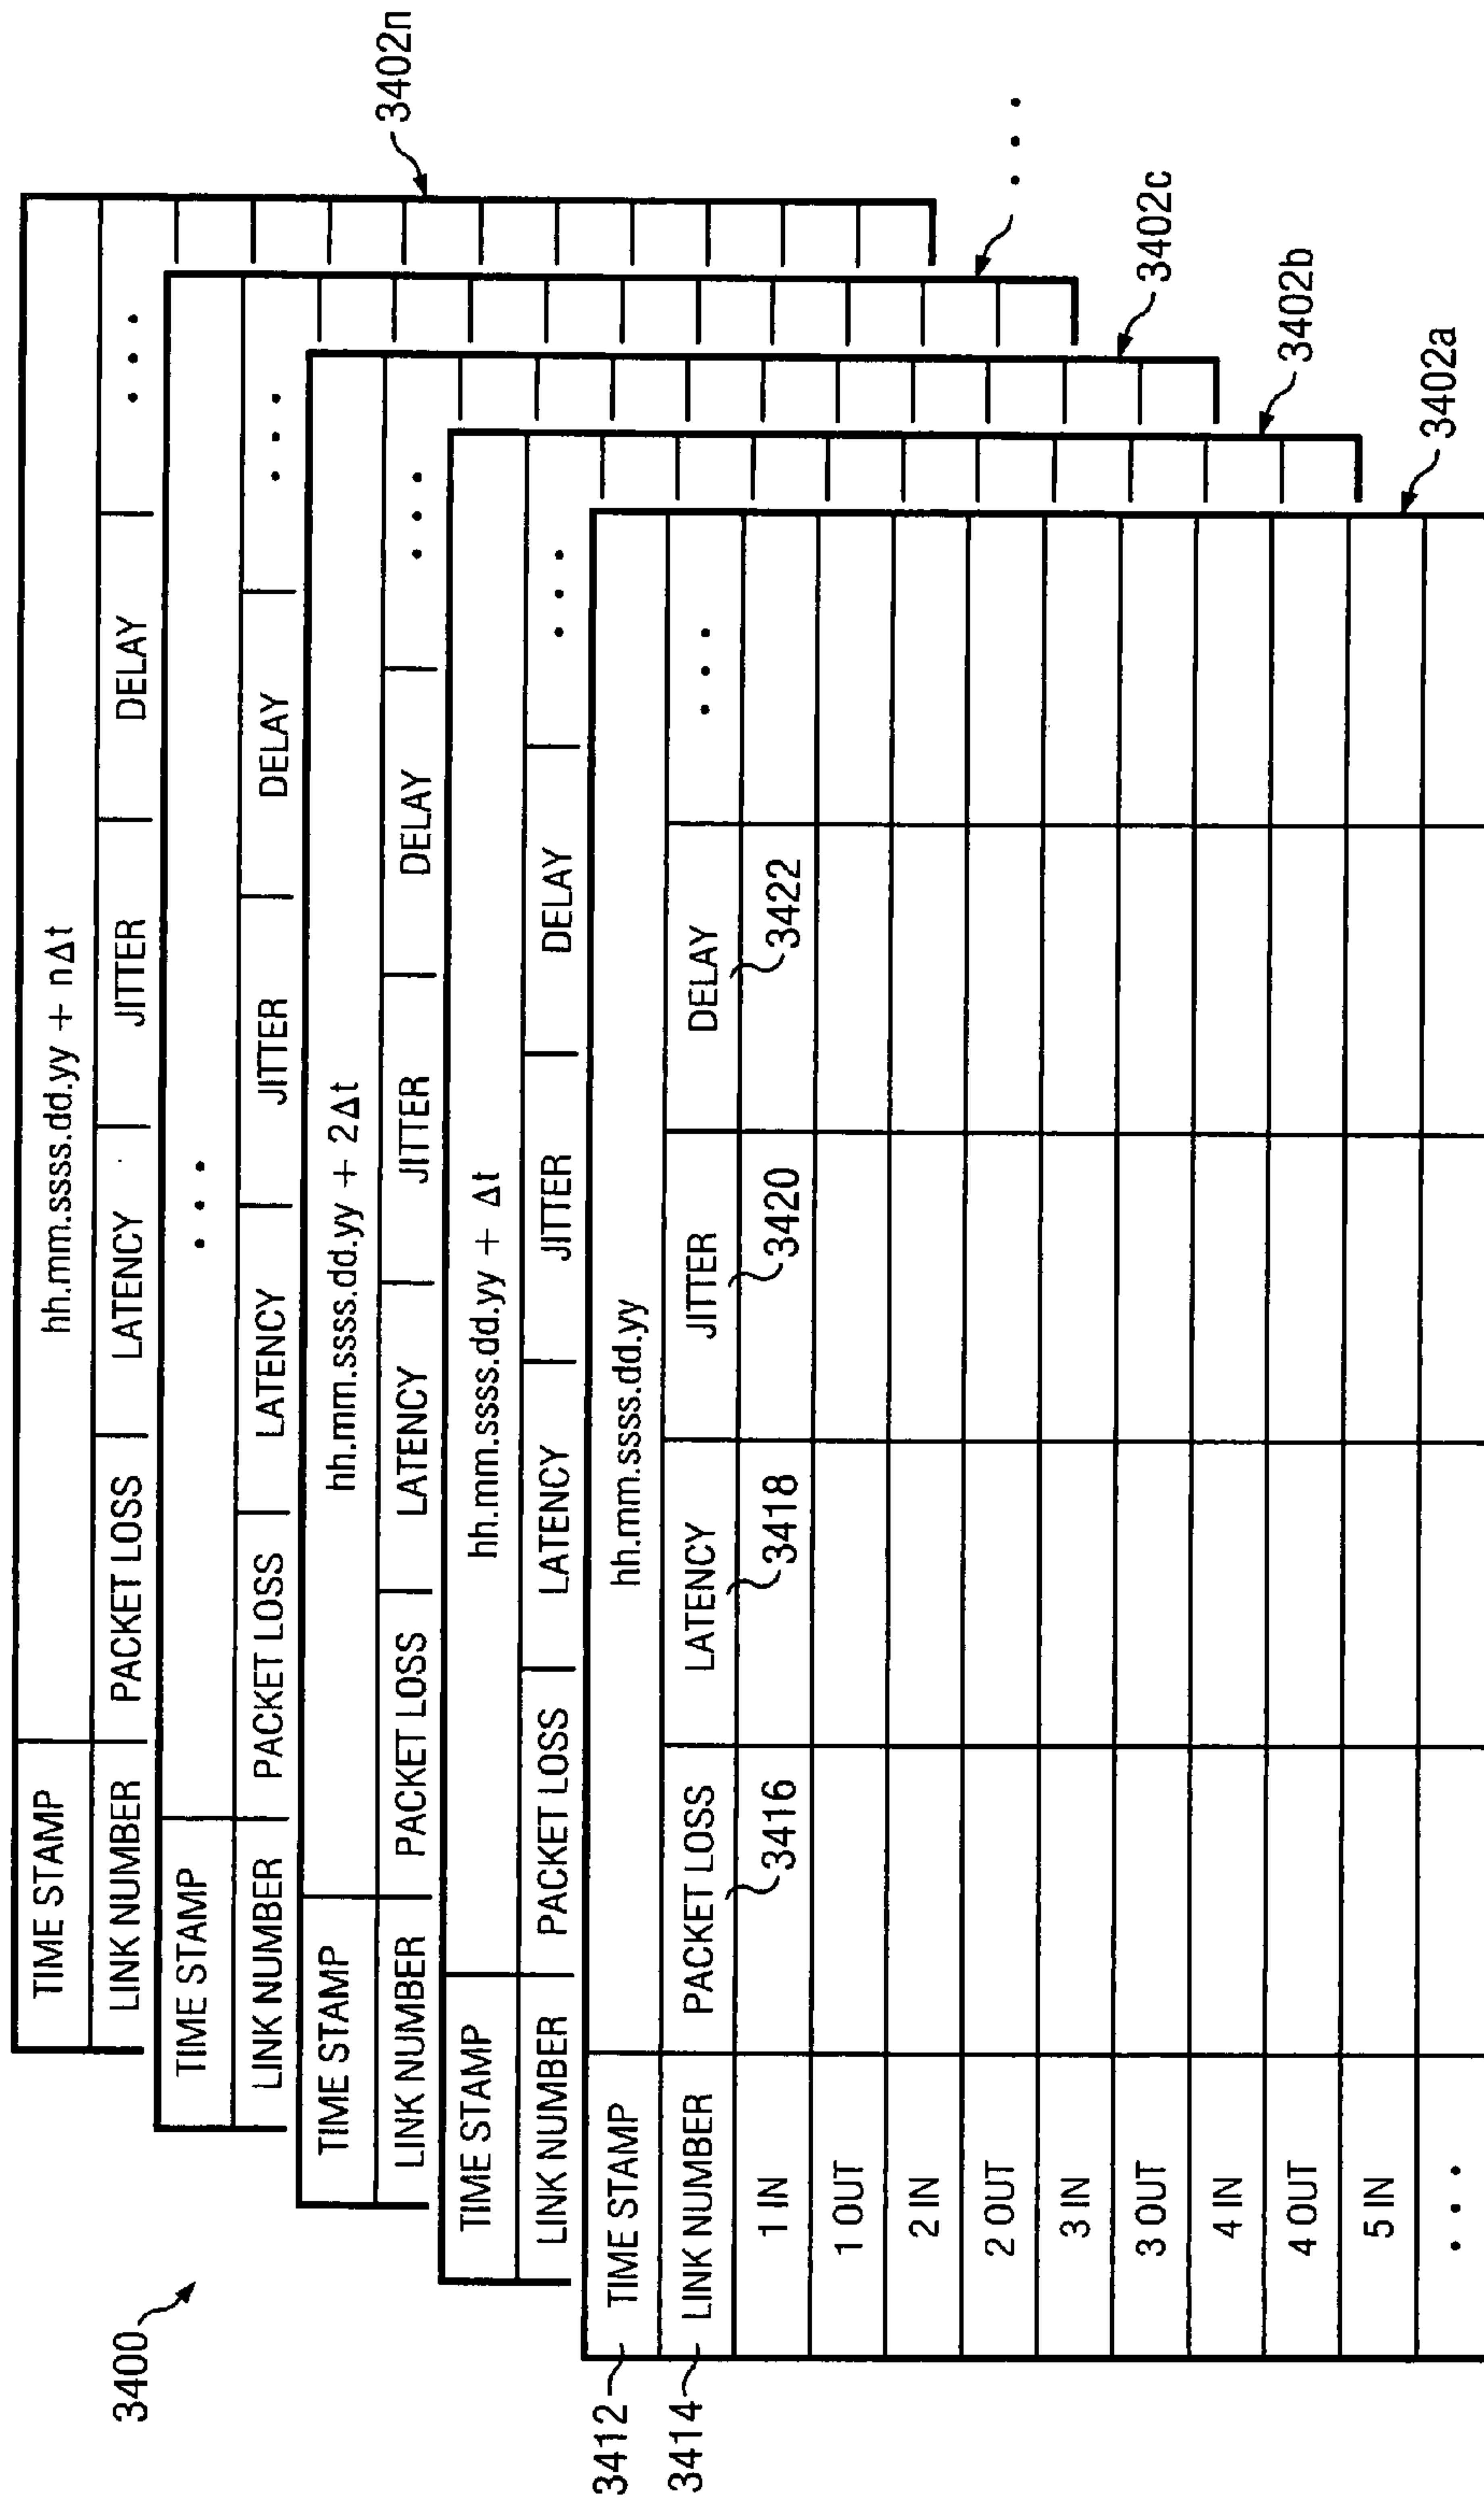 3400
TIME STAMP hh.mm.ssss.dd.yy + nΔt
LINK NUMBER PACKET LOSS LATENCY JITTER DELAY • • •
3402n
TIME STAMP • • •
LINK NUMBER PACKET LOSS LATENCY JITTER DELAY • • •
• • •
TIME STAMP hh.mm.ssss.dd.yy + 2Δt
LINK NUMBER PACKET LOSS LATENCY JITTER DELAY • • •
3402c
TIME STAMP hh.mm.ssss.dd.yy + Δt
LINK NUMBER PACKET LOSS LATENCY JITTER DELAY • • •
3402b
3412 TIME STAMP hh.mm.ssss.dd.yy
3414 LINK NUMBER PACKET LOSS LATENCY JITTER DELAY • • •
1 IN 3416 3418 3420 3422
1 OUT
2 IN
2 OUT
3 IN
3 OUT
4 IN
4 OUT
5 IN
3402a
• • •